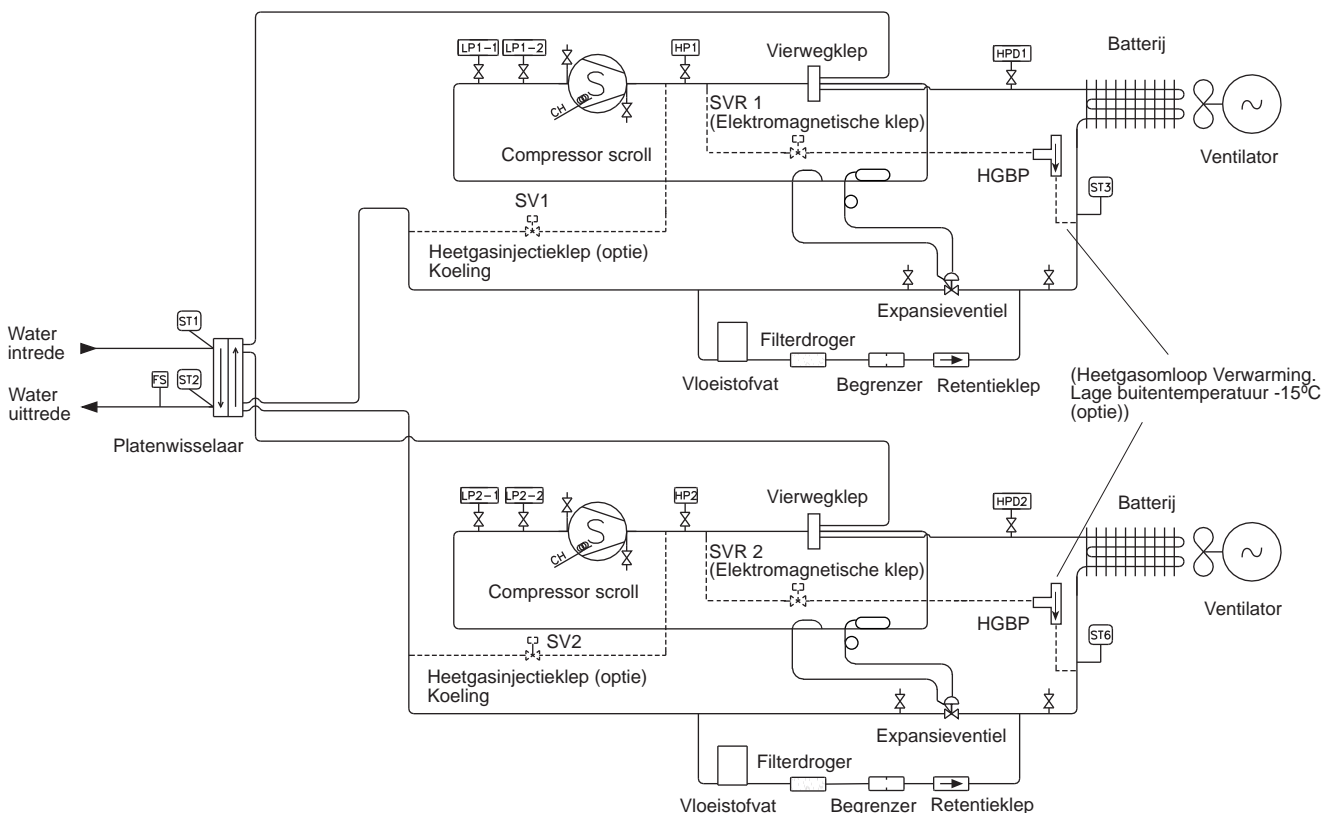 LP1-1
LP1-2
HP1
Vierwegklep
HPD1
Batterij
CH
S
SVR 1
(Elektromagnetische klep)
Compressor scroll
HGBP
Ventilator
ST3
SV1
Heetgasinjectieklep (optie)
Koeling
Expansieventiel
Water
intrede
ST1
Filterdroger
Vloeistofvat
Begrenzer
Retentieklep
(Heetgasomloop Verwarming.
Lage buitentemperatuur -15ºC
(optie))
Water
uittrede
FS
ST2
Platenwisselaar
LP2-1
LP2-2
HP2
Vierwegklep
HPD2
Batterij
CH
S
SVR 2
(Elektromagnetische klep)
Compressor scroll
HGBP
Ventilator
ST6
SV2
Heetgasinjectieklep (optie)
Koeling
Expansieventiel
Filterdroger
Vloeistofvat
Begrenzer
Retentieklep